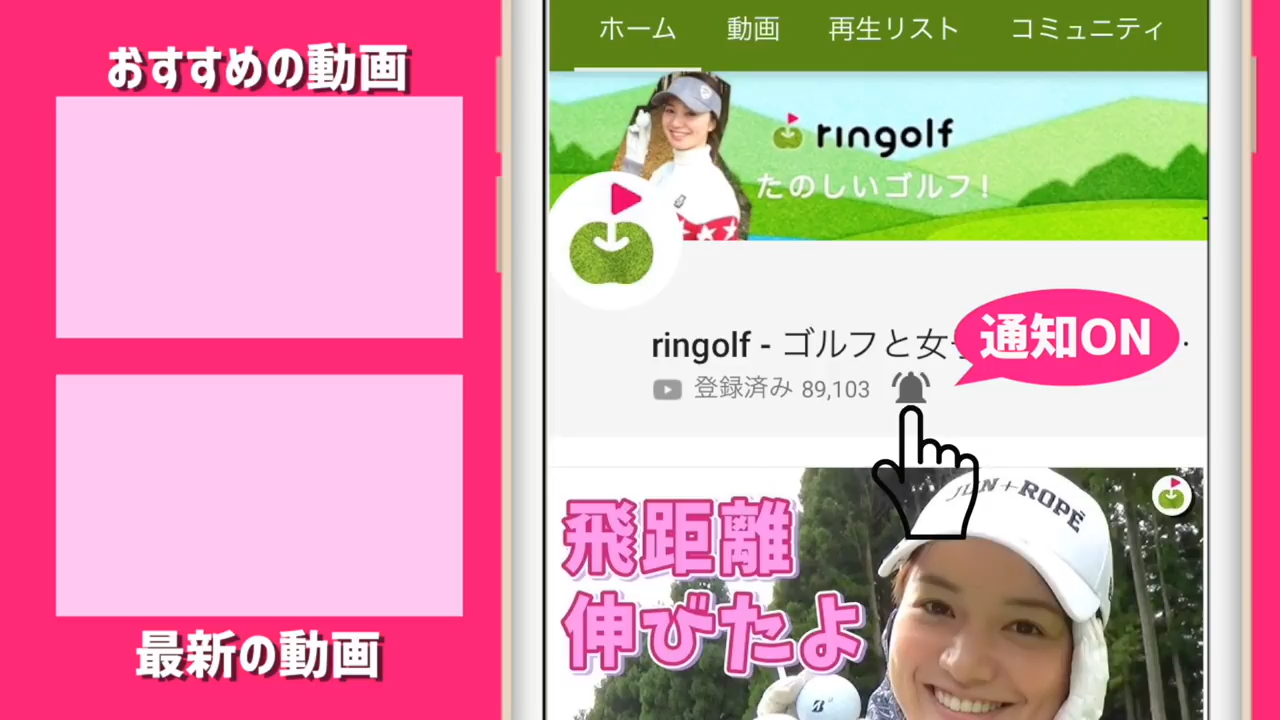 おすすめの動画
最新の動画
ホーム 動画 再生リスト コミュニティ
ringolf
たのしいゴルフ!
ringolf - ゴルフと女
通知ON
登録済み 89,103
飛距離
伸びたよ
JUN+ROPÉ
B